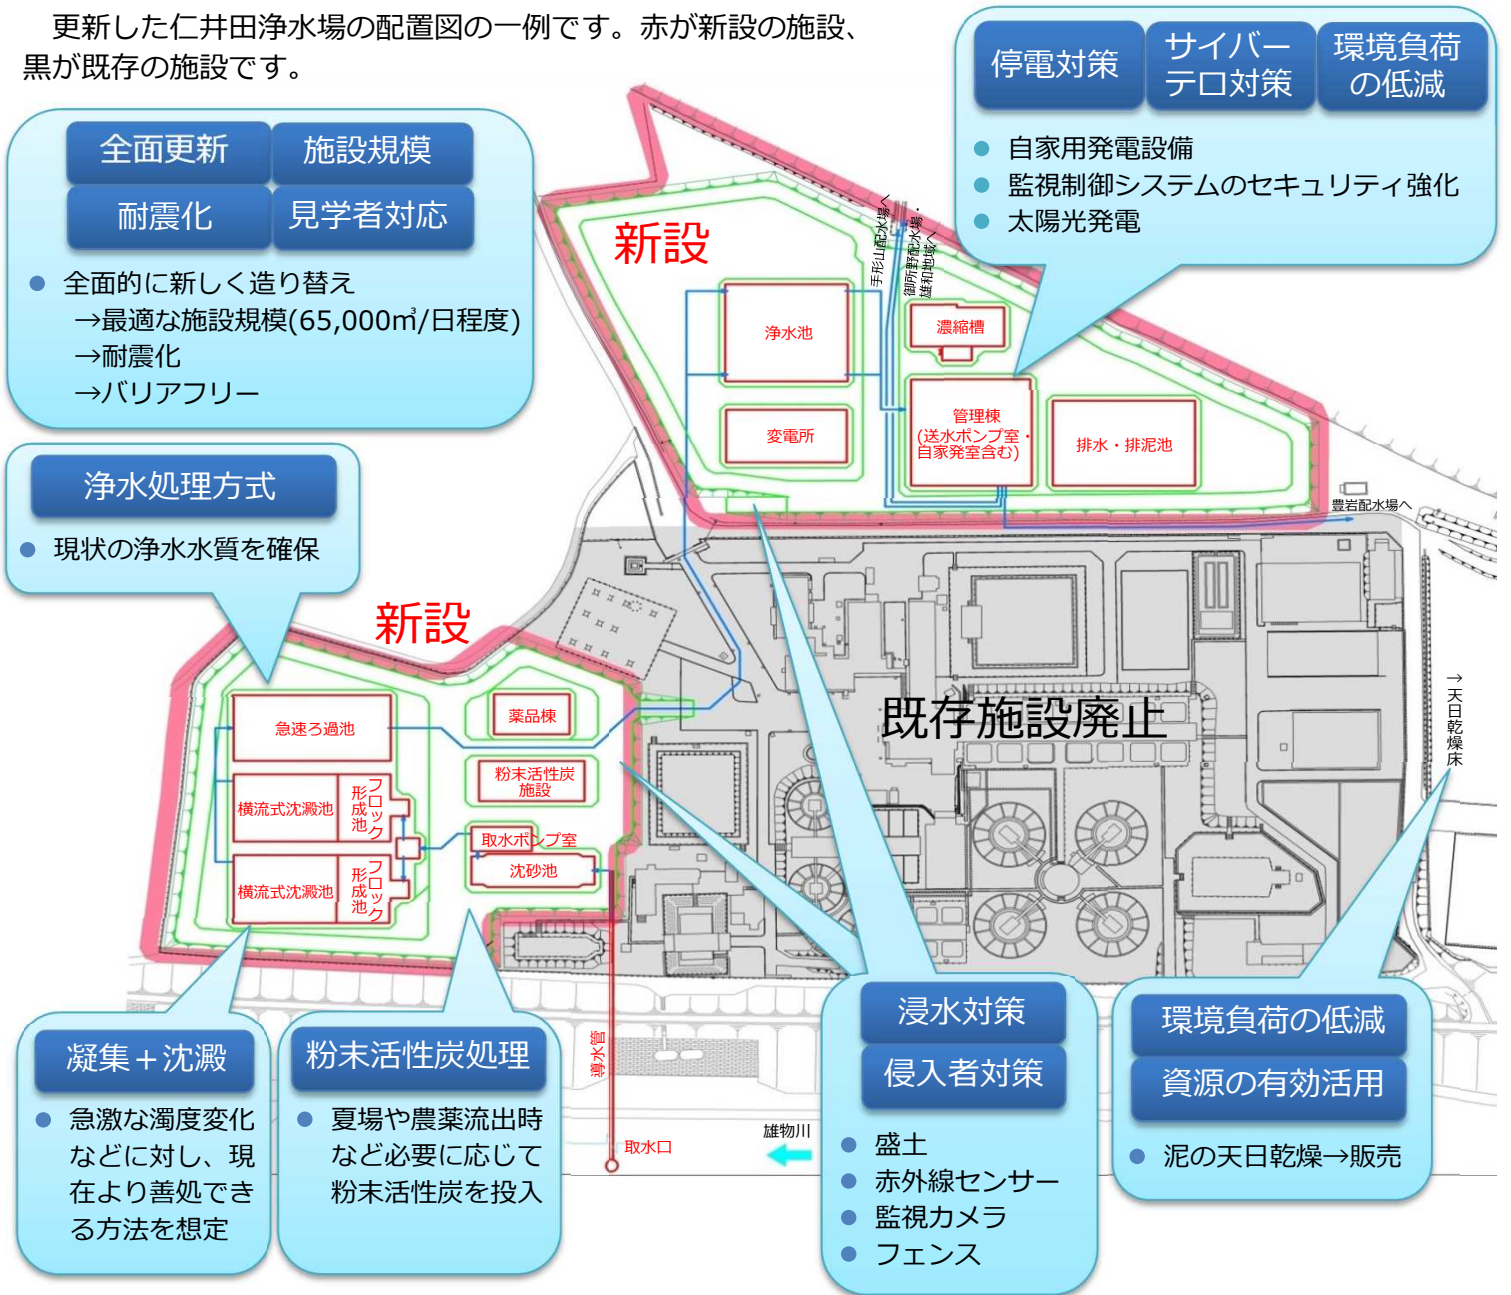 更新した仁井田浄水場の配置図の一例です。赤が新設の施設、
黒が既存の施設です。
全面更新
施設規模
耐震化
見学者対応
● 全面的に新しく造り替え
→最適な施設規模(65,000㎥/日程度)
→耐震化
→バリアフリー
停電対策
サイバー
テロ対策
環境負荷
の低減
● 自家用発電設備
● 監視制御システムのセキュリティ強化
● 太陽光発電
新設
手形山配水場へ
御所野配水場・
雄和地域へ
浄水池
濃縮槽
変電所
管理棟
(送水ポンプ室・
自家発室含む)
排水・排泥池
豊岩配水場へ
浄水処理方式
● 現状の浄水水質を確保
新設
急速ろ過池
薬品棟
粉末活性炭
施設
横流式沈澱池
フロック
形成池
取水ポンプ室
沈砂池
横流式沈澱池
フロック
形成池
既存施設廃止
→天日乾燥床
導水管
取水口
雄物川
凝集＋沈澱
● 急激な濁度変化
などに対し、現
在より善処でき
る方法を想定
粉末活性炭処理
● 夏場や農薬流出時
など必要に応じて
粉末活性炭を投入
浸水対策
侵入者対策
● 盛土
● 赤外線センサー
● 監視カメラ
● フェンス
環境負荷の低減
資源の有効活用
● 泥の天日乾燥→販売